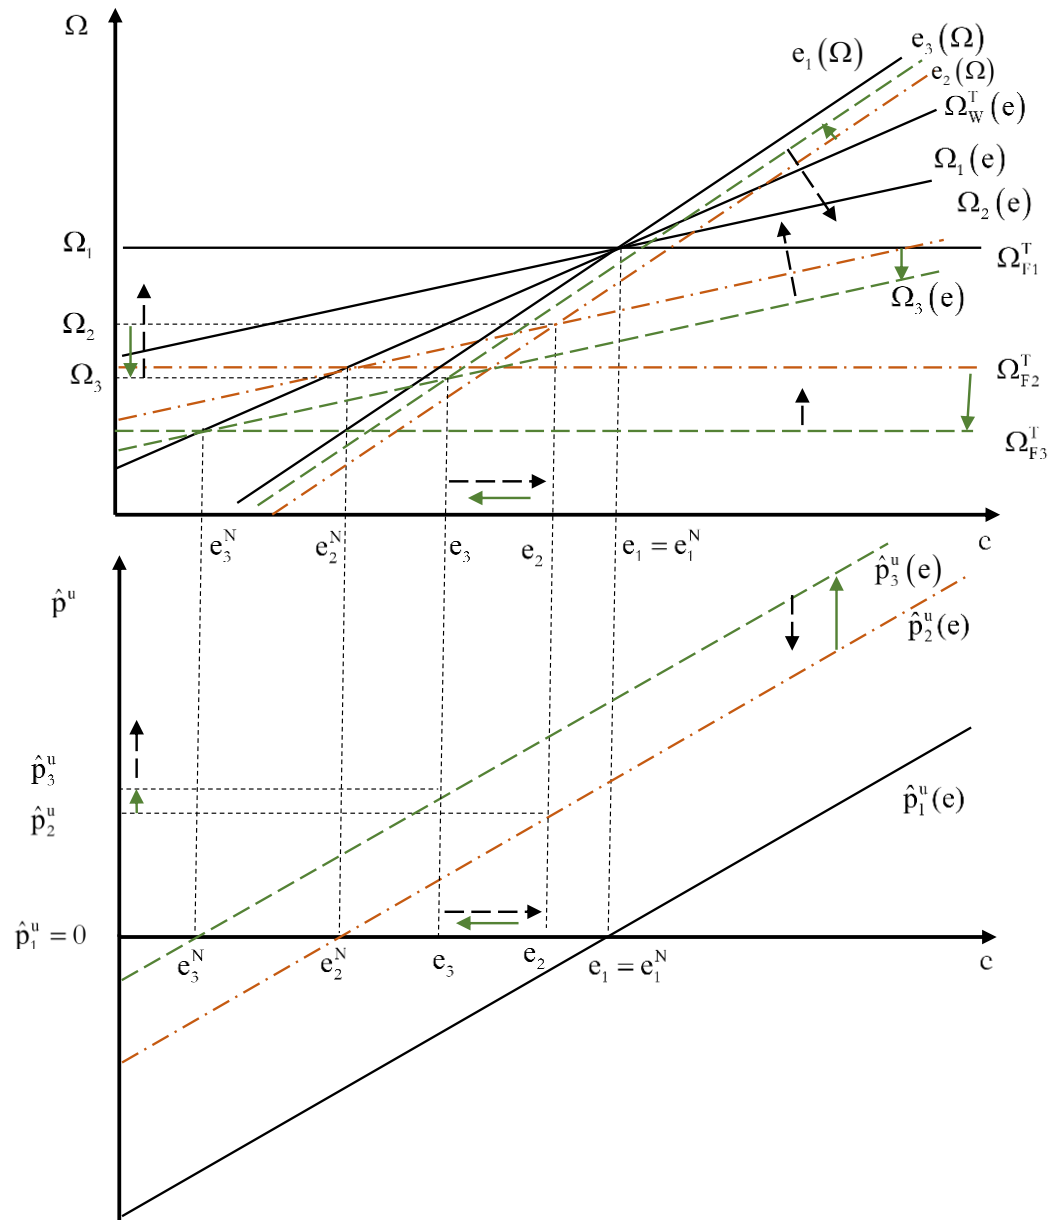 Ω
e₁(Ω)
e₃(Ω)
e₂(Ω)
Ω_W^T(e)
Ω₁(e)
Ω₂(e)
Ω₁
Ω_F1^T
Ω₃(e)
Ω₂
Ω₃
Ω_F2^T
Ω_F3^T
e₃^N
e₂^N
e₃
e₂
e₁ = e₁^N
c
p̂^u
p̂₃^u(e)
p̂₂^u(e)
p̂₃^u
p̂₂^u
p̂₁^u(e)
p̂₁^u = 0
e₃^N
e₂^N
e₃
e₂
e₁ = e₁^N
c